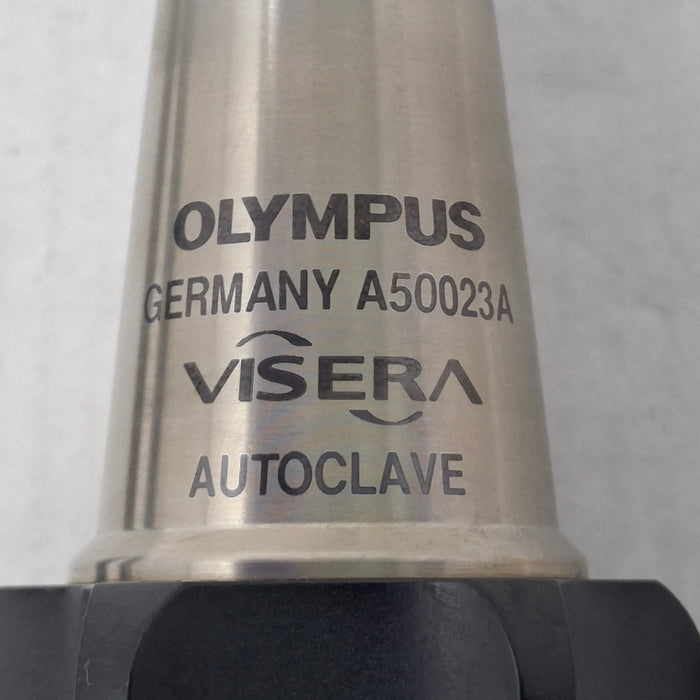 OLYMPUS
GERMANY A50023A
VISERA
AUTOCLAVE